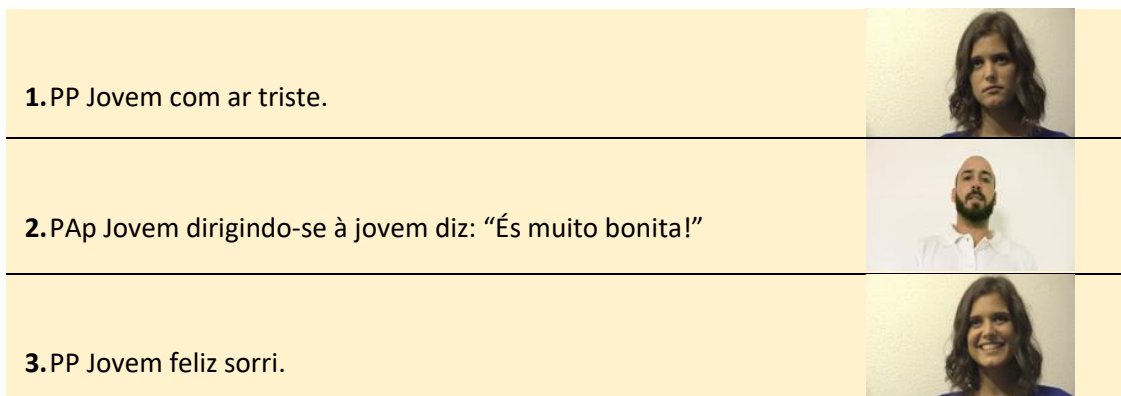 1.PP Jovem com ar triste.
2.PAp Jovem dirigindo-se à jovem diz: “És muito bonita!”
3.PP Jovem feliz sorri.